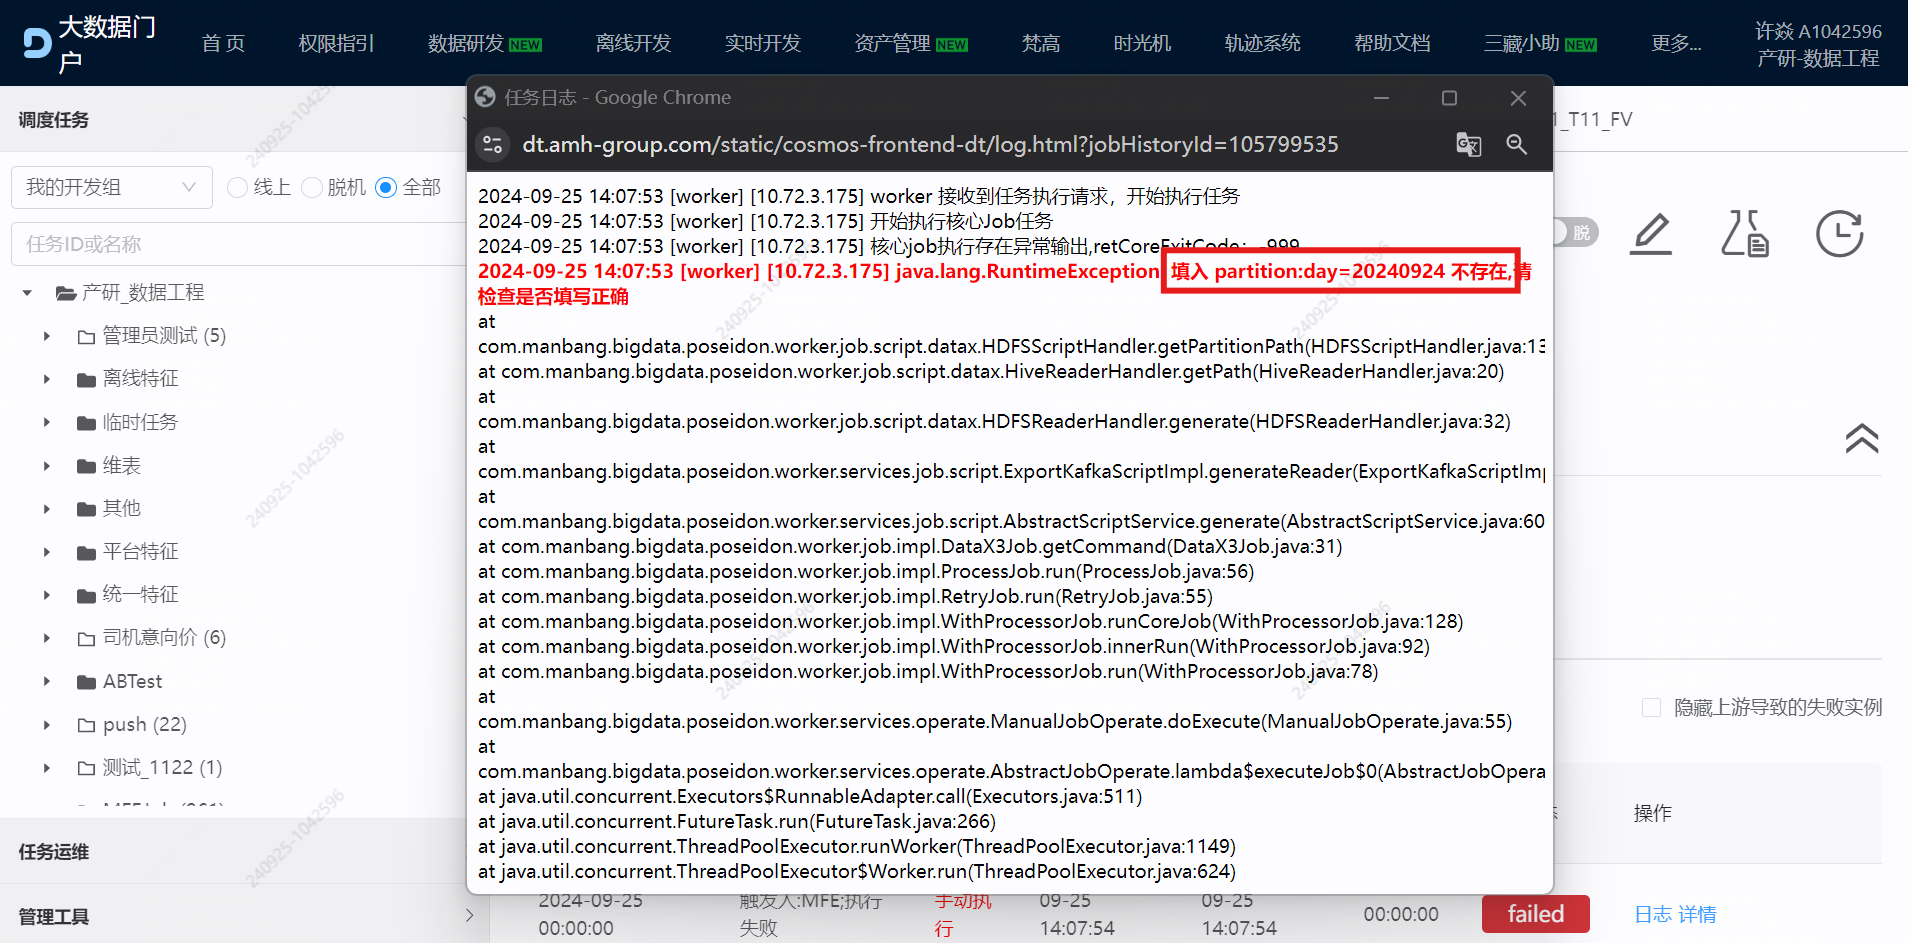 大数据门户
首 页
权限指引
数据研发 NEW
离线开发
实时开发
资产管理 NEW
梵高
时光机
轨迹系统
帮助文档
三藏小助 NEW
更多...
许焱 A1042596
产研-数据工程
调度任务
我的开发组
线上
脱机
全部
任务ID或名称
产研_数据工程
管理员测试 (5)
离线特征
临时任务
维表
其他
平台特征
统一特征
司机意向价 (6)
ABTest
push (22)
测试_1122 (1)
任务运维
管理工具
任务日志 - Google Chrome
dt.amh-group.com/static/cosmos-frontend-dt/log.html?jobHistoryId=105799535
2024-09-25 14:07:53 [worker] [10.72.3.175] worker 接收到任务执行请求，开始执行任务
2024-09-25 14:07:53 [worker] [10.72.3.175] 开始执行核心Job任务
2024-09-25 14:07:53 [worker] [10.72.3.175] 核心job执行存在异常输出,retCoreExitCode：-999
2024-09-25 14:07:53 [worker] [10.72.3.175] java.lang.RuntimeException 填入 partition:day=20240924 不存在,请
检查是否填写正确
at
com.manbang.bigdata.poseidon.worker.job.script.datax.HDFSScriptHandler.getPartitionPath(HDFSScriptHandler.java:13
at com.manbang.bigdata.poseidon.worker.job.script.datax.HiveReaderHandler.getPath(HiveReaderHandler.java:20)
at
com.manbang.bigdata.poseidon.worker.job.script.datax.HDFSReaderHandler.generate(HDFSReaderHandler.java:32)
at
com.manbang.bigdata.poseidon.worker.services.job.script.ExportKafkaScriptImpl.generateReader(ExportKafkaScriptImp
at
com.manbang.bigdata.poseidon.worker.services.job.script.AbstractScriptService.generate(AbstractScriptService.java:60
at com.manbang.bigdata.poseidon.worker.job.impl.DataX3Job.getCommand(DataX3Job.java:31)
at com.manbang.bigdata.poseidon.worker.job.impl.ProcessJob.run(ProcessJob.java:56)
at com.manbang.bigdata.poseidon.worker.job.impl.RetryJob.run(RetryJob.java:55)
at com.manbang.bigdata.poseidon.worker.job.impl.WithProcessorJob.runCoreJob(WithProcessorJob.java:128)
at com.manbang.bigdata.poseidon.worker.job.impl.WithProcessorJob.innerRun(WithProcessorJob.java:92)
at com.manbang.bigdata.poseidon.worker.job.impl.WithProcessorJob.run(WithProcessorJob.java:78)
at
com.manbang.bigdata.poseidon.worker.services.operate.ManualJobOperate.doExecute(ManualJobOperate.java:55)
at
com.manbang.bigdata.poseidon.worker.services.operate.AbstractJobOperate.lambda$executeJob$0(AbstractJobOpera
at java.util.concurrent.Executors$RunnableAdapter.call(Executors.java:511)
at java.util.concurrent.FutureTask.run(FutureTask.java:266)
at java.util.concurrent.ThreadPoolExecutor.runWorker(ThreadPoolExecutor.java:1149)
at java.util.concurrent.ThreadPoolExecutor$Worker.run(ThreadPoolExecutor.java:624)
1_T11_FV
脱
隐藏上游导致的失败实例
操作
2024-09-25
00:00:00
触发人:MFE;执行
失败
手动执
行
09-25
14:07:54
09-25
14:07:54
00:00:00
failed
日志 详情
240925-1042596
240925-1042596
240925-1042596